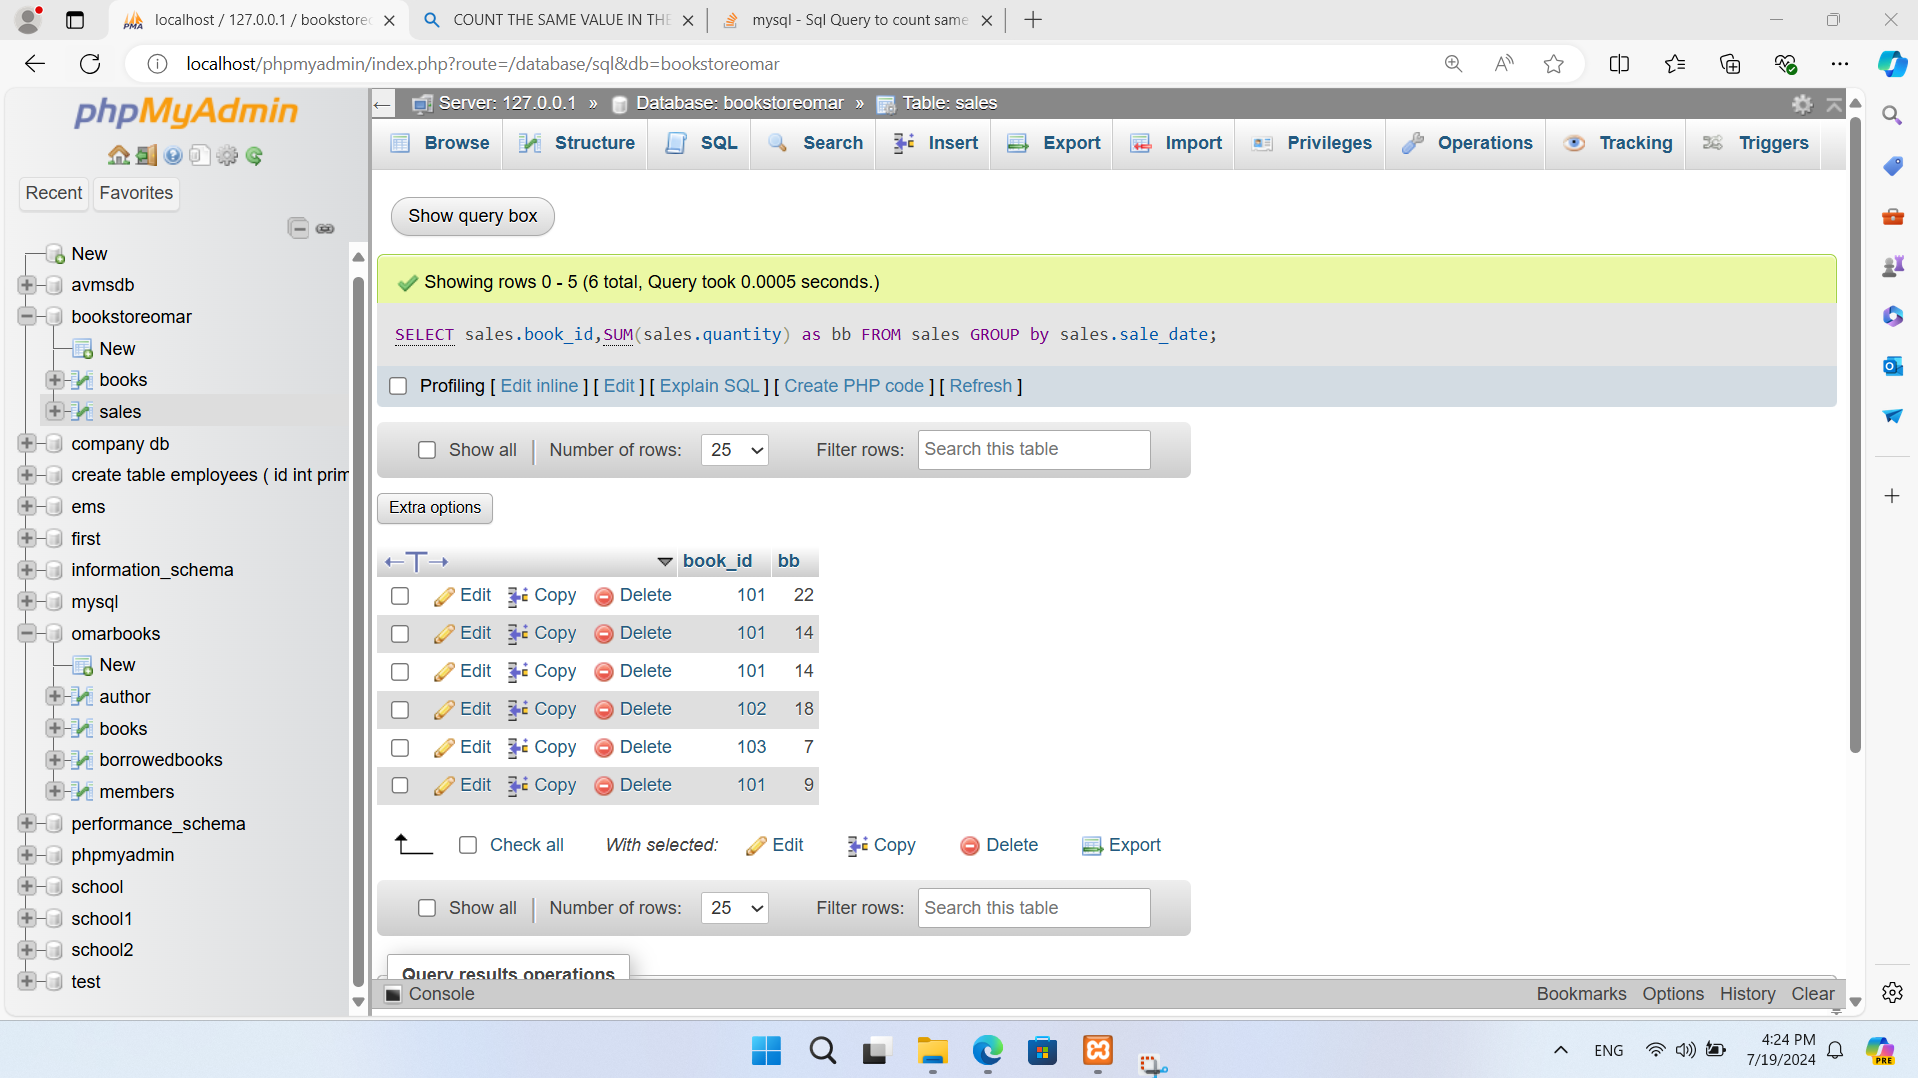 localhost / 127.0.0.1 / bookstore
COUNT THE SAME VALUE IN THE
mysql - Sql Query to count same
localhost/phpmyadmin/index.php?route=/database/sql&db=bookstoreomar
phpMyAdmin
Recent
Favorites
New
avmsdb
bookstoreomar
New
books
sales
company db
create table employees ( id int prim
ems
first
information_schema
mysql
omarbooks
New
author
books
borrowedbooks
members
performance_schema
phpmyadmin
school
school1
school2
test
Server: 127.0.0.1 » Database: bookstoreomar » Table: sales
Browse Structure SQL Search Insert Export Import Privileges Operations Tracking Triggers
Show query box
Showing rows 0 - 5 (6 total, Query took 0.0005 seconds.)
SELECT sales.book_id,SUM(sales.quantity) as bb FROM sales GROUP by sales.sale_date;
Profiling [ Edit inline ] [ Edit ] [ Explain SQL ] [ Create PHP code ] [ Refresh ]
Show all | Number of rows: 25 Filter rows: Search this table
Extra options
←T→ book_id bb
Edit Copy Delete 101 22
Edit Copy Delete 101 14
Edit Copy Delete 101 14
Edit Copy Delete 102 18
Edit Copy Delete 103 7
Edit Copy Delete 101 9
Check all With selected: Edit Copy Delete Export
Show all | Number of rows: 25 Filter rows: Search this table
Query results operations
Console Bookmarks Options History Clear
ENG
4:24 PM
7/19/2024
PRE